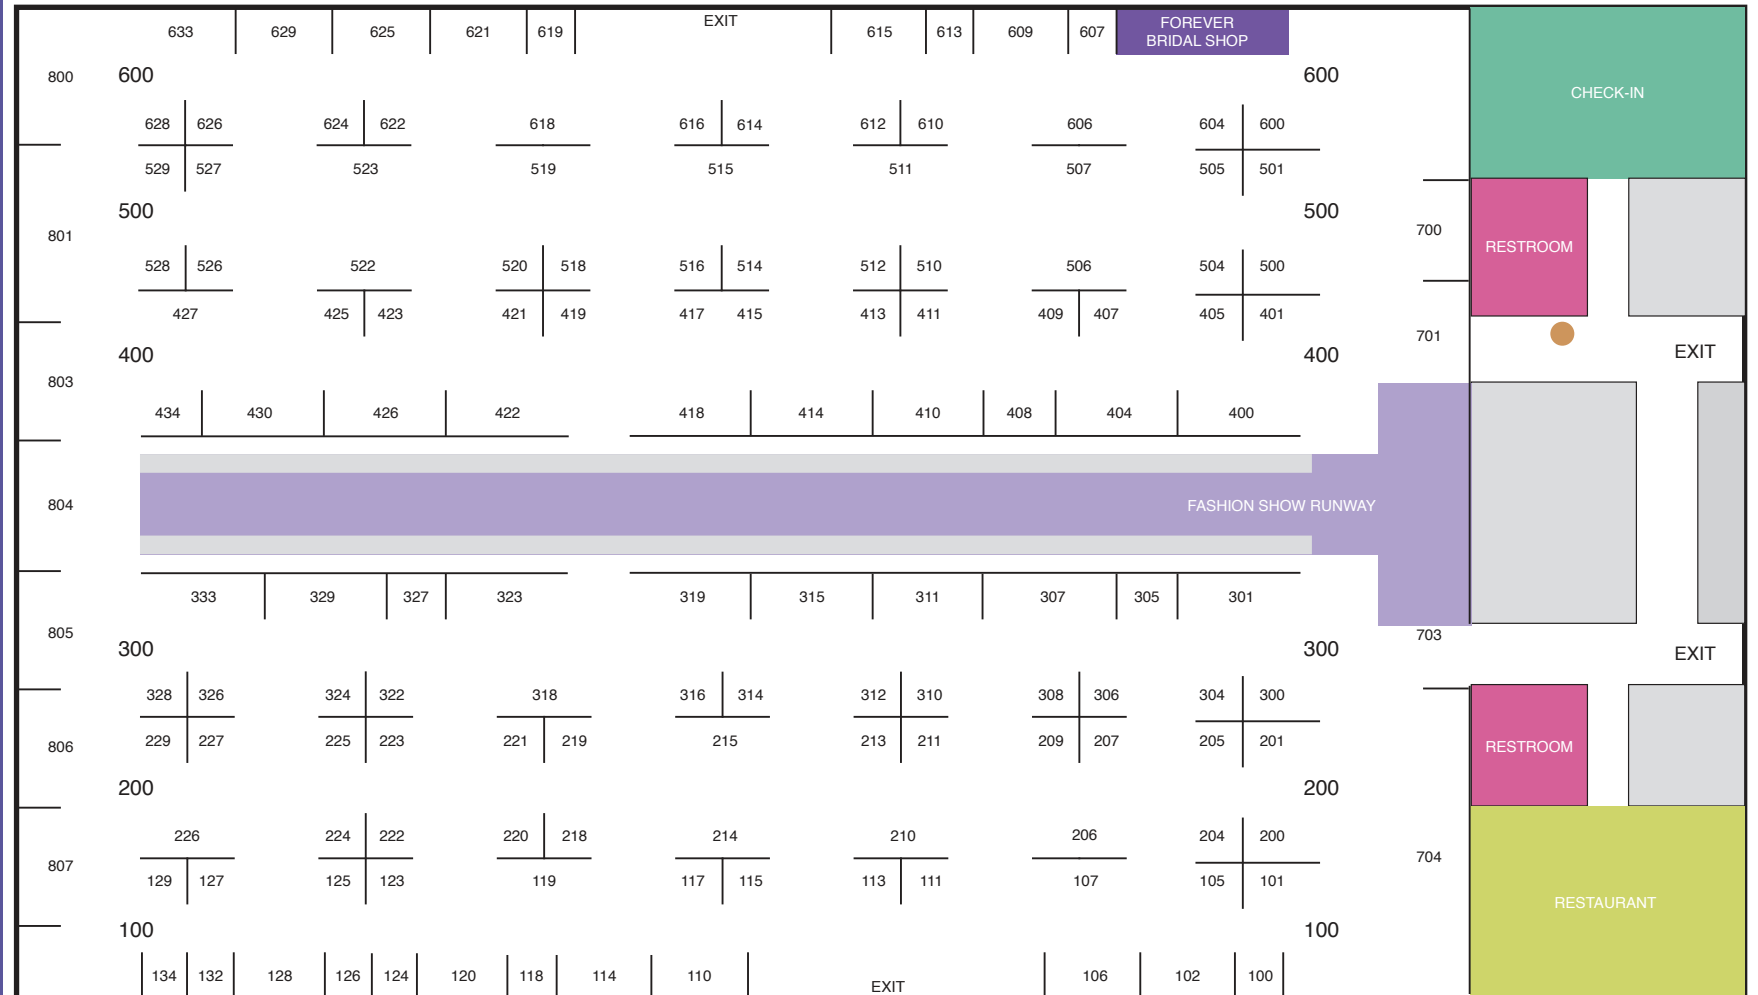 633 629 625 621 619 EXIT 615 613 609 607 FOREVER
BRIDAL SHOP
800 600 600
CHECK-IN
628 626 624 622 618 616 614 612 610 606 604 600
529 527 523 519 515 511 507 505 501
500 500
801 700
RESTROOM
528 526 522 520 518 516 514 512 510 506 504 500
427 425 423 421 419 417 415 413 411 409 407 405 401
701
400 400 EXIT
803
434 430 426 422 418 414 410 408 404 400
804 FASHION SHOW RUNWAY
333 329 327 323 319 315 311 307 305 301
805 703
300 300 EXIT
328 326 324 322 318 316 314 312 310 308 306 304 300
229 227 225 223 221 219 215 213 211 209 207 205 201
806 RESTROOM
200 200
226 224 222 220 218 214 210 206 204 200
807 704
129 127 125 123 119 117 115 113 111 107 105 101
RESTAURANT
100 100
134 132 128 126 124 120 118 114 110 EXIT 106 102 100